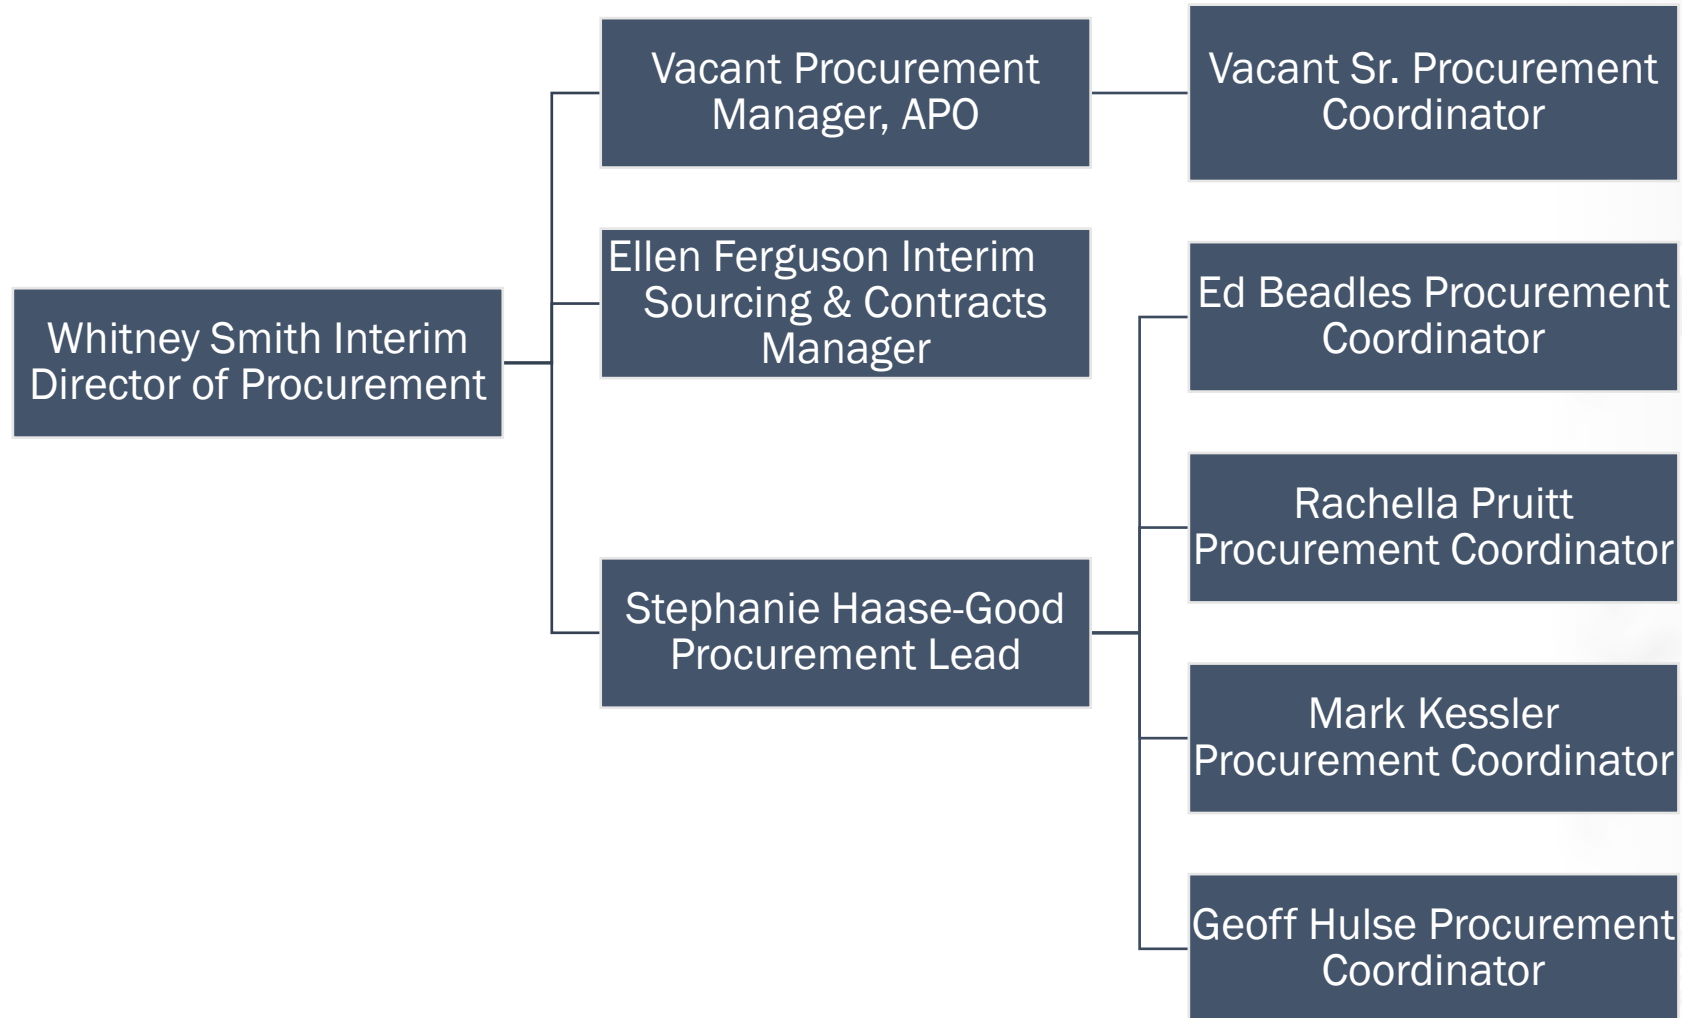 Vacant Procurement
Manager, APO
Vacant Sr. Procurement
Coordinator
Ellen Ferguson Interim
Sourcing & Contracts
Manager
Whitney Smith Interim
Director of Procurement
Ed Beadles Procurement
Coordinator
Rachella Pruitt
Procurement Coordinator
Stephanie Haase-Good
Procurement Lead
Mark Kessler
Procurement Coordinator
Geoff Hulse Procurement
Coordinator